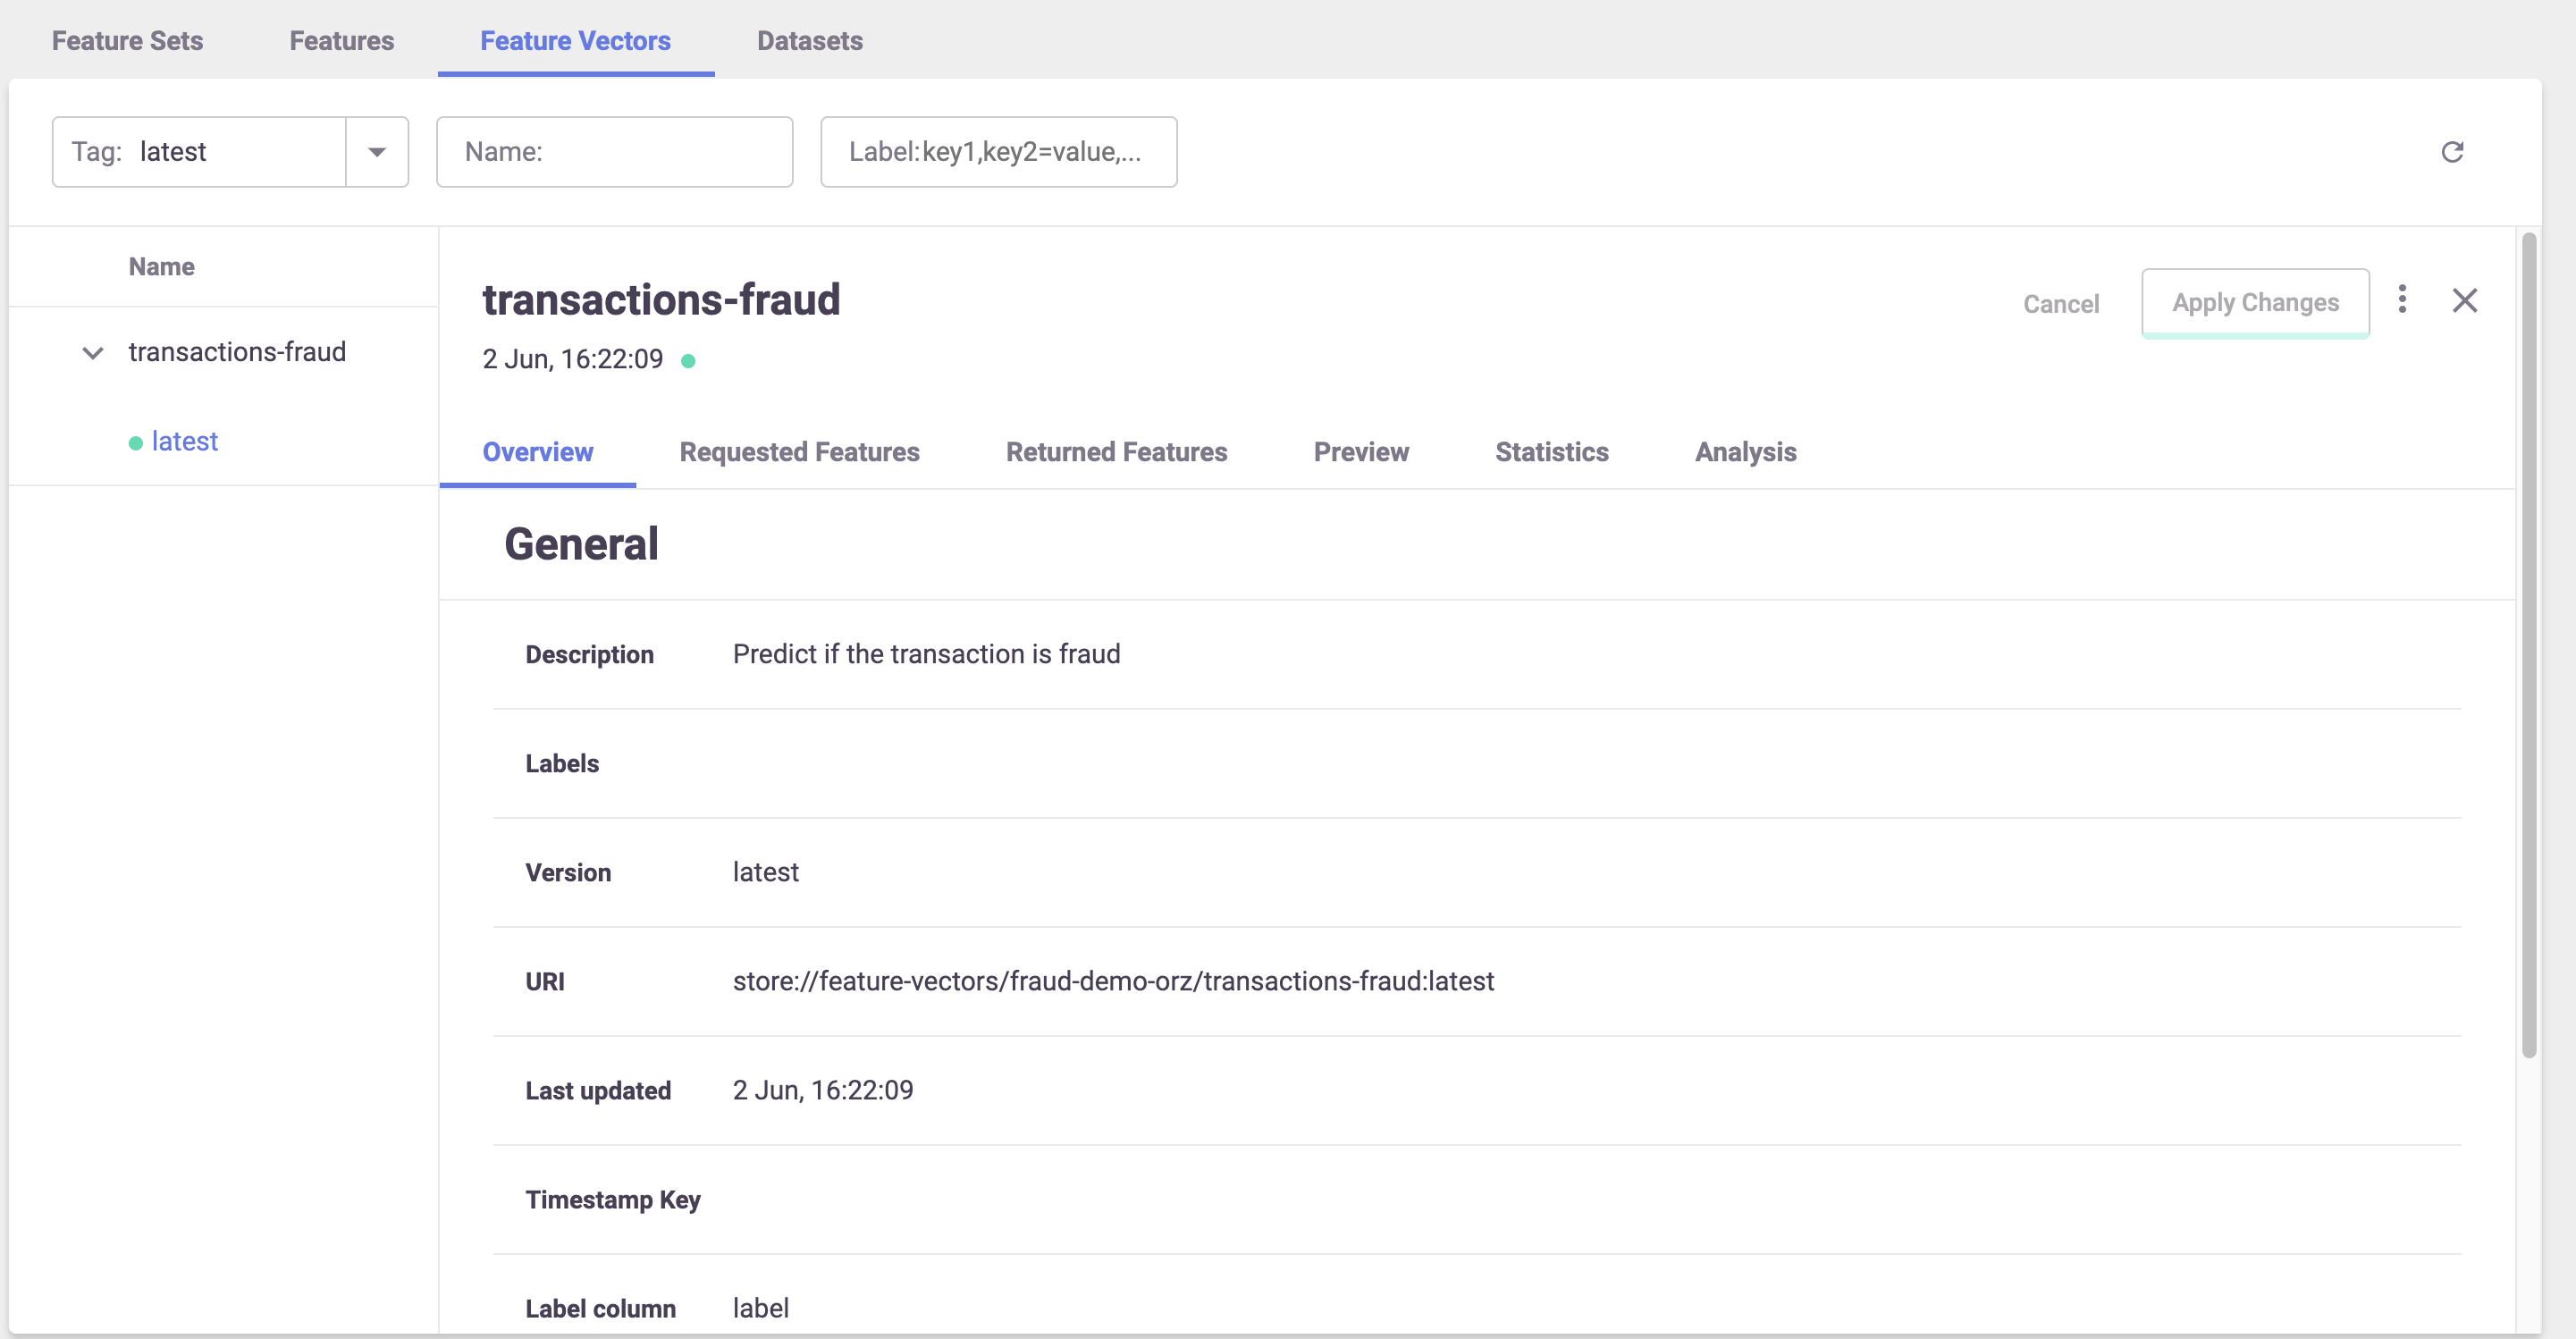 Feature Sets Features Feature Vectors Datasets
Tag: latest Name: Label: key1,key2=value,...
Name
transactions-fraud
latest
transactions-fraud Cancel Apply Changes
2 Jun, 16:22:09
Overview Requested Features Returned Features Preview Statistics Analysis
General
Description Predict if the transaction is fraud
Labels
Version latest
URI store://feature-vectors/fraud-demo-orz/transactions-fraud:latest
Last updated 2 Jun, 16:22:09
Timestamp Key
Label column label